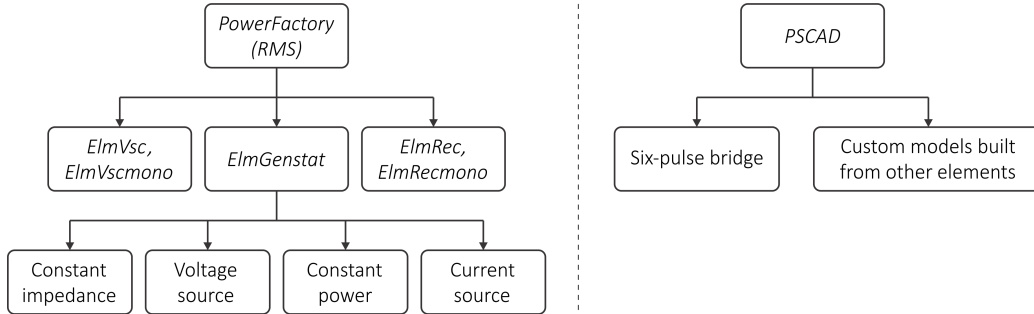 PowerFactory
(RMS)
PSCAD
ElmVsc,
ElmVscmono
ElmGenstat
ElmRec,
ElmRecmono
Six-pulse bridge
Custom models built
from other elements
Constant
impedance
Voltage
source
Constant
power
Current
source